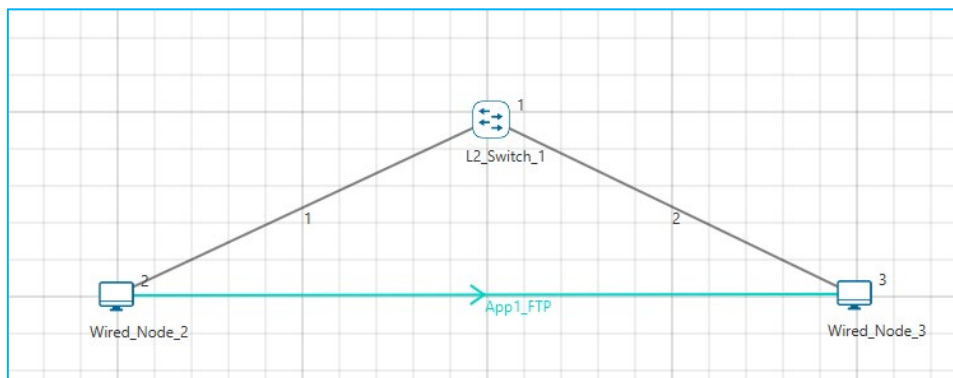 1
L2_Switch_1
1
2
2
3
App1_FTP
Wired_Node_2
Wired_Node_3